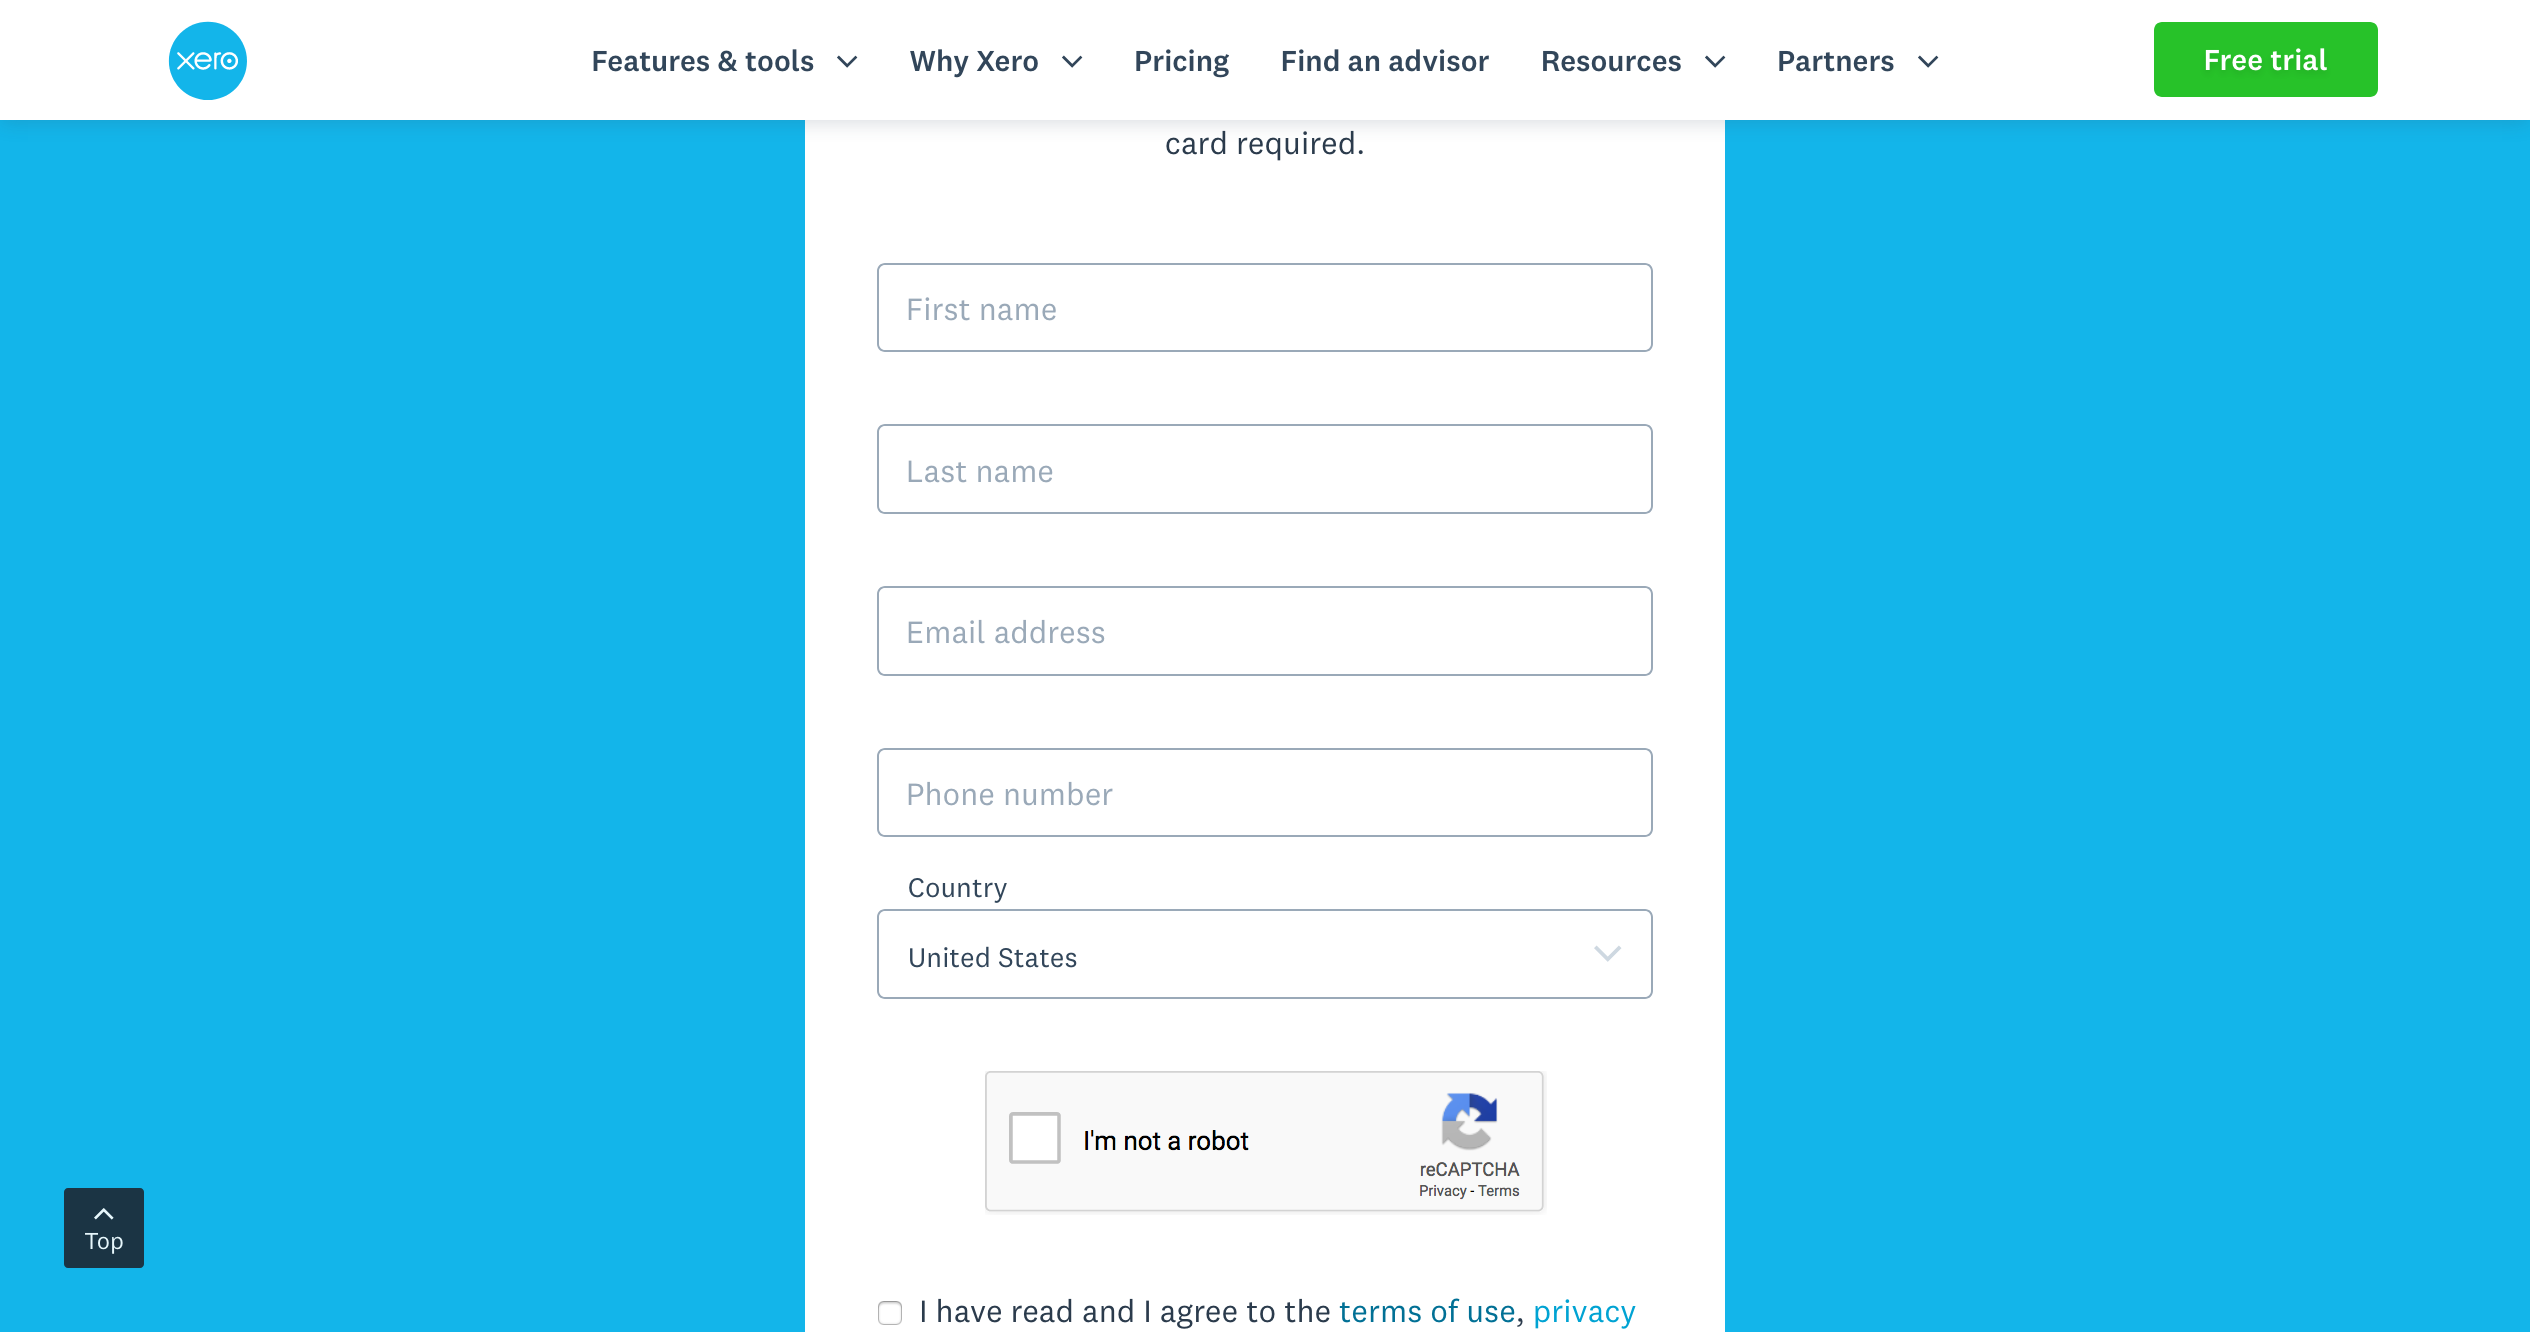 xero
Features & tools
Why Xero
Pricing
Find an advisor
Resources
Partners
Free trial
card required.
First name
Last name
Email address
Phone number
Country
United States
I'm not a robot
reCAPTCHA
Privacy - Terms
Top
I have read and I agree to the terms of use, privacy